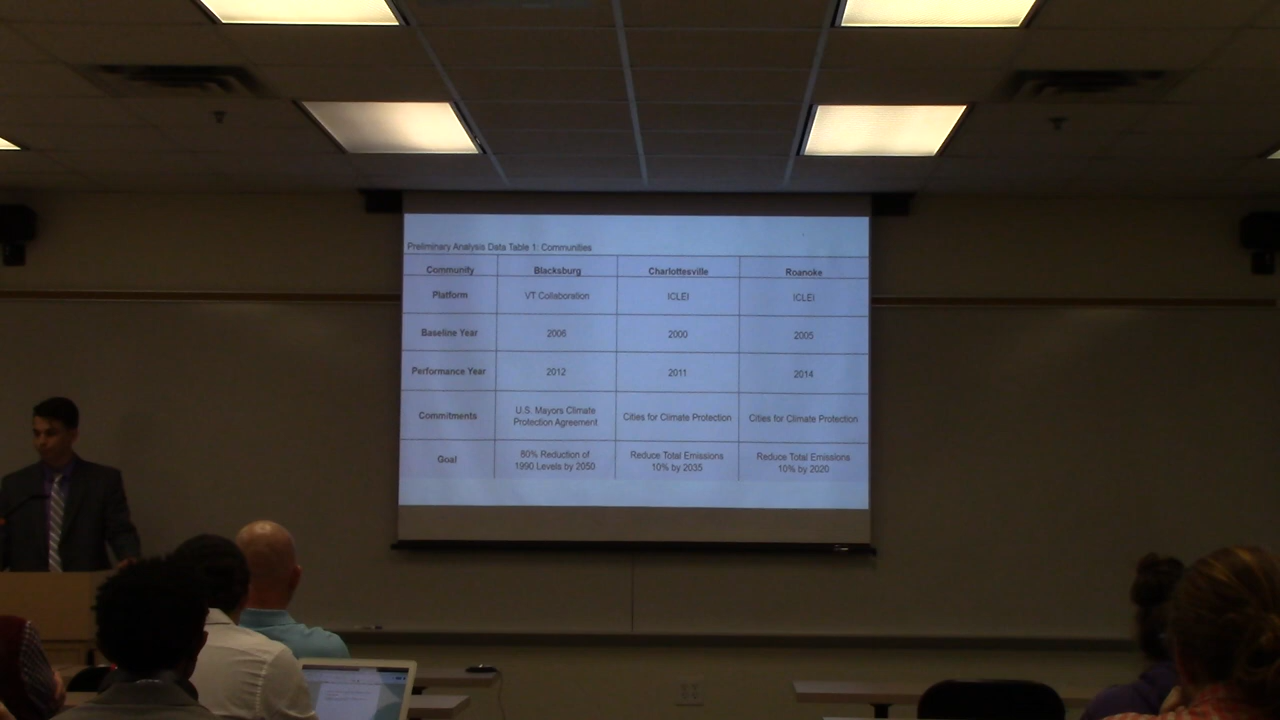 Preliminary Analysis Data Table 1: Communities
Community Blacksburg Charlottesville Roanoke
Platform VT Collaboration ICLEI ICLEI
Baseline Year 2006 2000 2005
Performance Year 2012 2011 2014
Commitments U.S. Mayors Climate Protection Agreement Cities for Climate Protection Cities for Climate Protection
Goal 80% Reduction of 1990 Levels by 2050 Reduce Total Emissions 10% by 2035 Reduce Total Emissions 10% by 2020